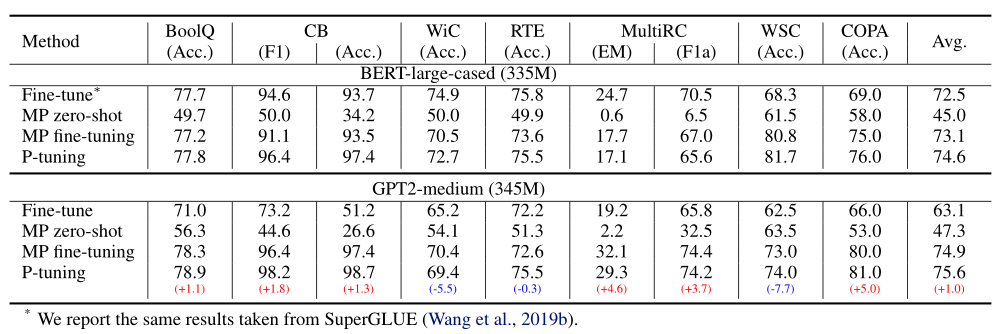 Method BoolQ CB WiC RTE MultiRC WSC COPA Avg.
(Acc.) (F1) (Acc.) (Acc.) (Acc.) (EM) (F1a) (Acc.) (Acc.)
BERT-large-cased (335M)
Fine-tune* 77.7 94.6 93.7 74.9 75.8 24.7 70.5 68.3 69.0 72.5
MP zero-shot 49.7 50.0 34.2 50.0 49.9 0.6 6.5 61.5 58.0 45.0
MP fine-tuning 77.2 91.1 93.5 70.5 73.6 17.7 67.0 80.8 75.0 73.1
P-tuning 77.8 96.4 97.4 72.7 75.5 17.1 65.6 81.7 76.0 74.6
GPT2-medium (345M)
Fine-tune 71.0 73.2 51.2 65.2 72.2 19.2 65.8 62.5 66.0 63.1
MP zero-shot 56.3 44.6 26.6 54.1 51.3 2.2 32.5 63.5 53.0 47.3
MP fine-tuning 78.3 96.4 97.4 70.4 72.6 32.1 74.4 73.0 80.0 74.9
P-tuning 78.9 98.2 98.7 69.4 75.5 29.3 74.2 74.0 81.0 75.6
(+1.1) (+1.8) (+1.3) (-5.5) (-0.3) (+4.6) (+3.7) (-7.7) (+5.0) (+1.0)
* We report the same results taken from SuperGLUE (Wang et al., 2019b).